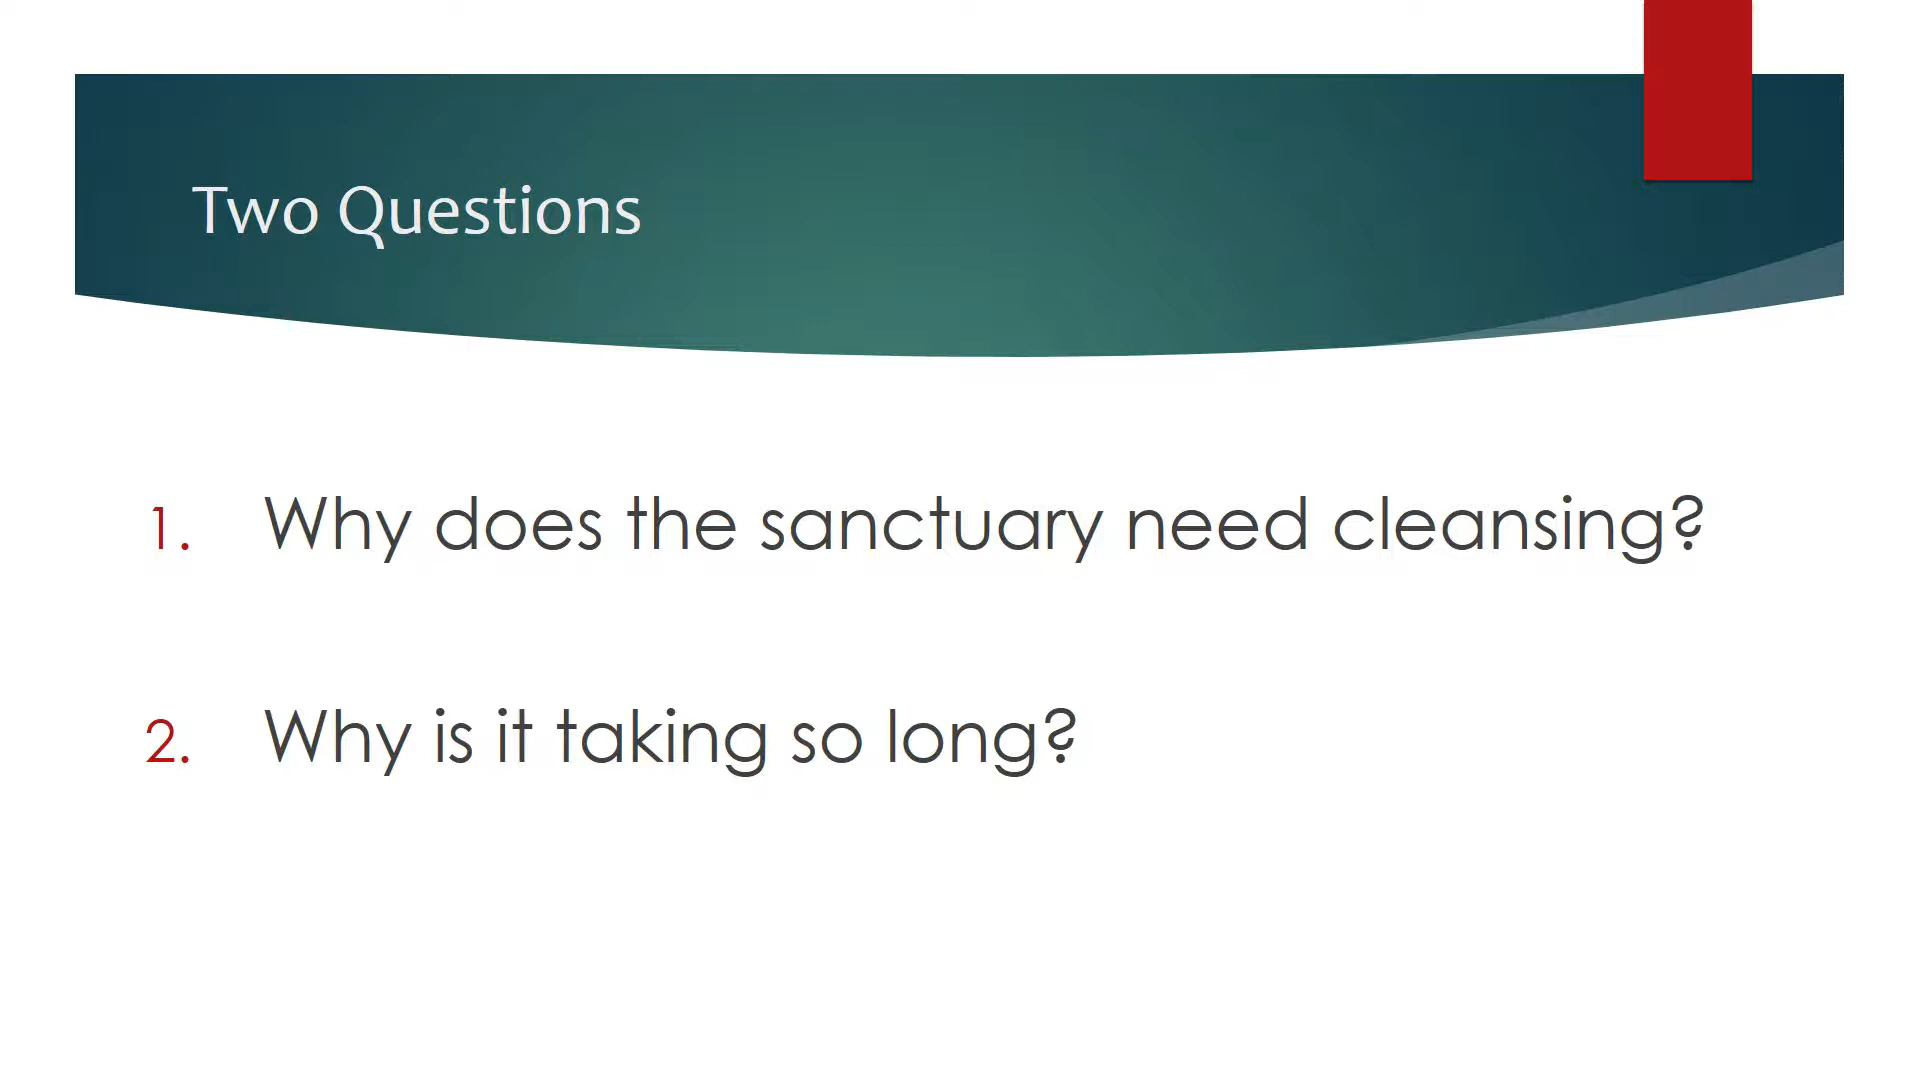 Two Questions
1. Why does the sanctuary need cleansing?
2. Why is it taking so long?